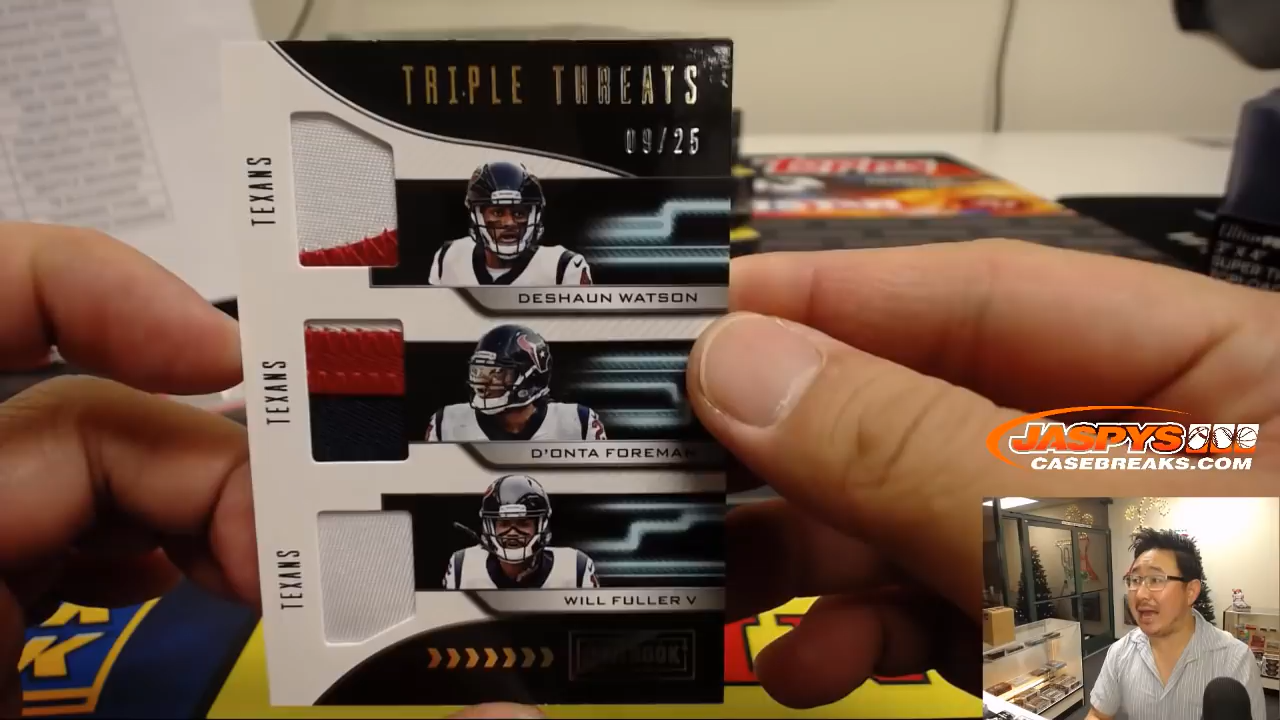 TRIPLE THREATS
09/25
TEXANS
DESHAUN WATSON
TEXANS
D'ONTA FOREMAN
TEXANS
WILL FULLER V
JASPYS
CASEBREAKS.COM